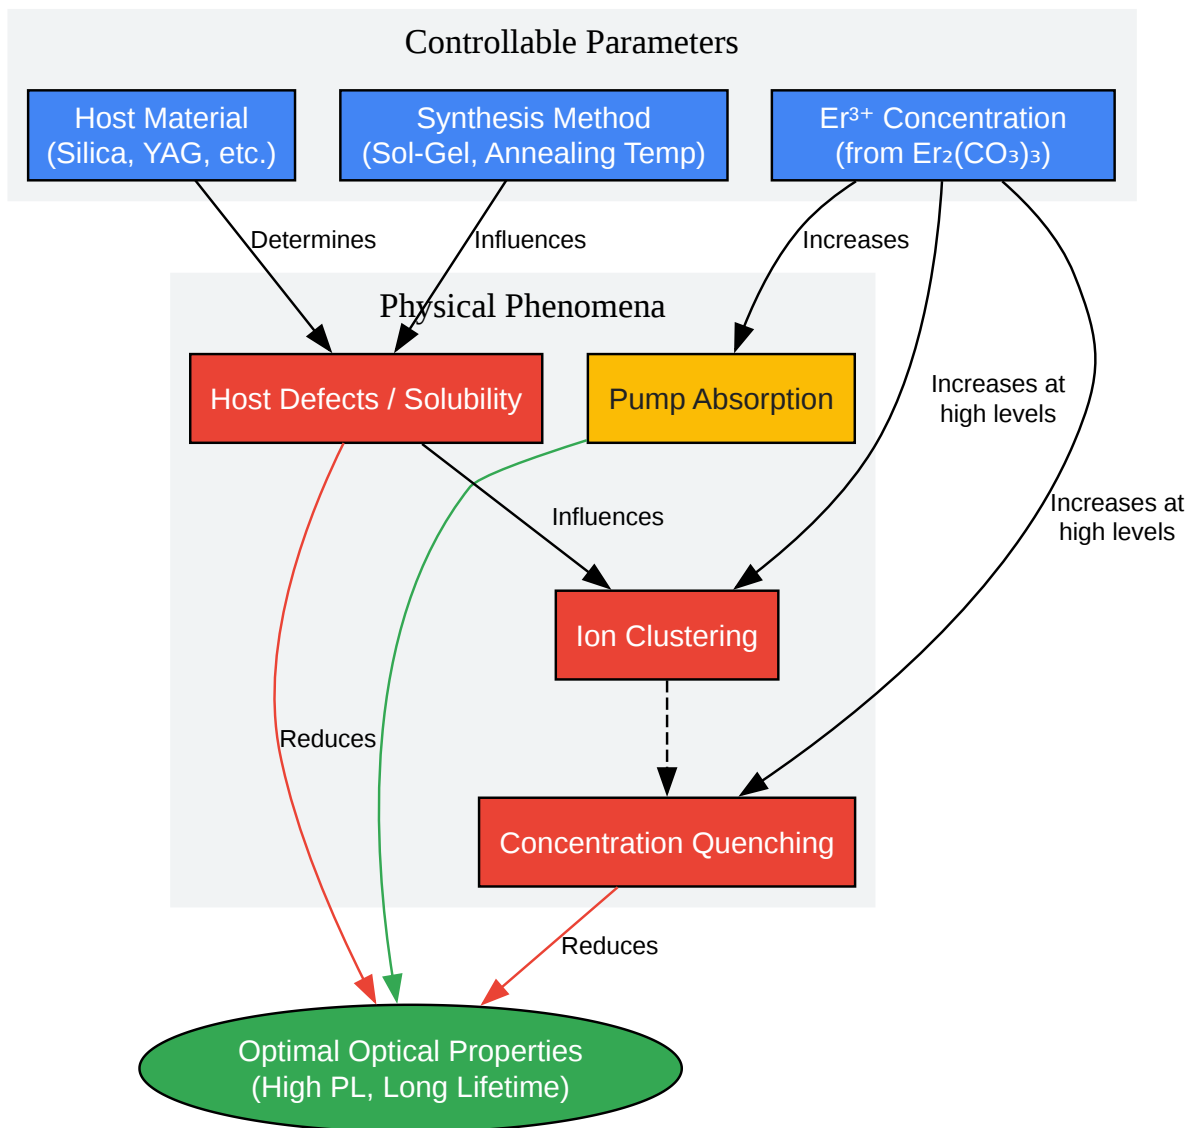 Controllable Parameters
Host Material
(Silica, YAG, etc.)
Synthesis Method
(Sol-Gel, Annealing Temp)
Er³⁺ Concentration
(from Er₂(CO₃)₃)
Determines
Influences
Increases
Physical Phenomena
Host Defects / Solubility
Pump Absorption
Increases at
high levels
Influences
Increases at
high levels
Ion Clustering
Reduces
Concentration Quenching
Reduces
Optimal Optical Properties
(High PL, Long Lifetime)